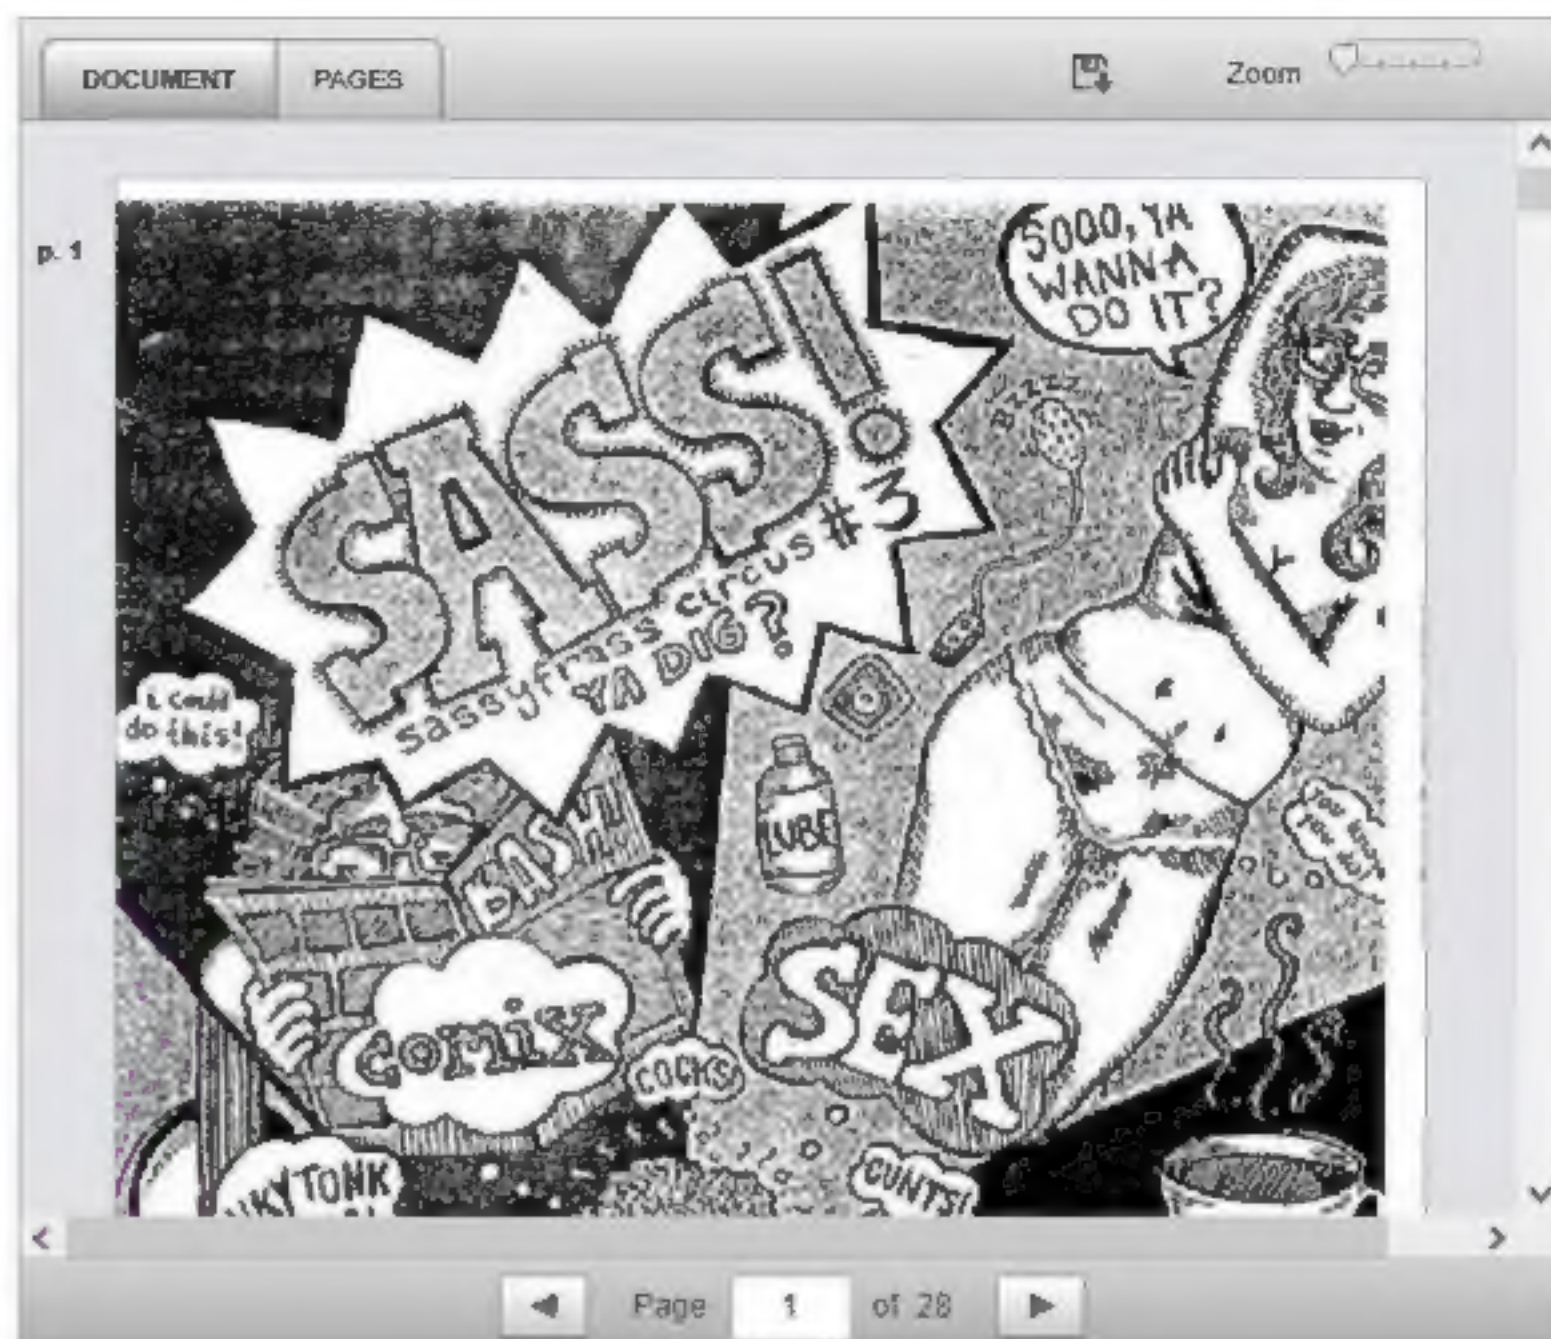 DOCUMENT
PAGES
Zoom
p. 1
SOOO, YA
WANNA
DO IT?
BZZZZ
SASS!
sassyfrass circus #3
YA DIG?
I could
do this!
LUBE
BASH!
comix
COCKS!
SEX
TONK
CUNTS!
Page 1 of 28